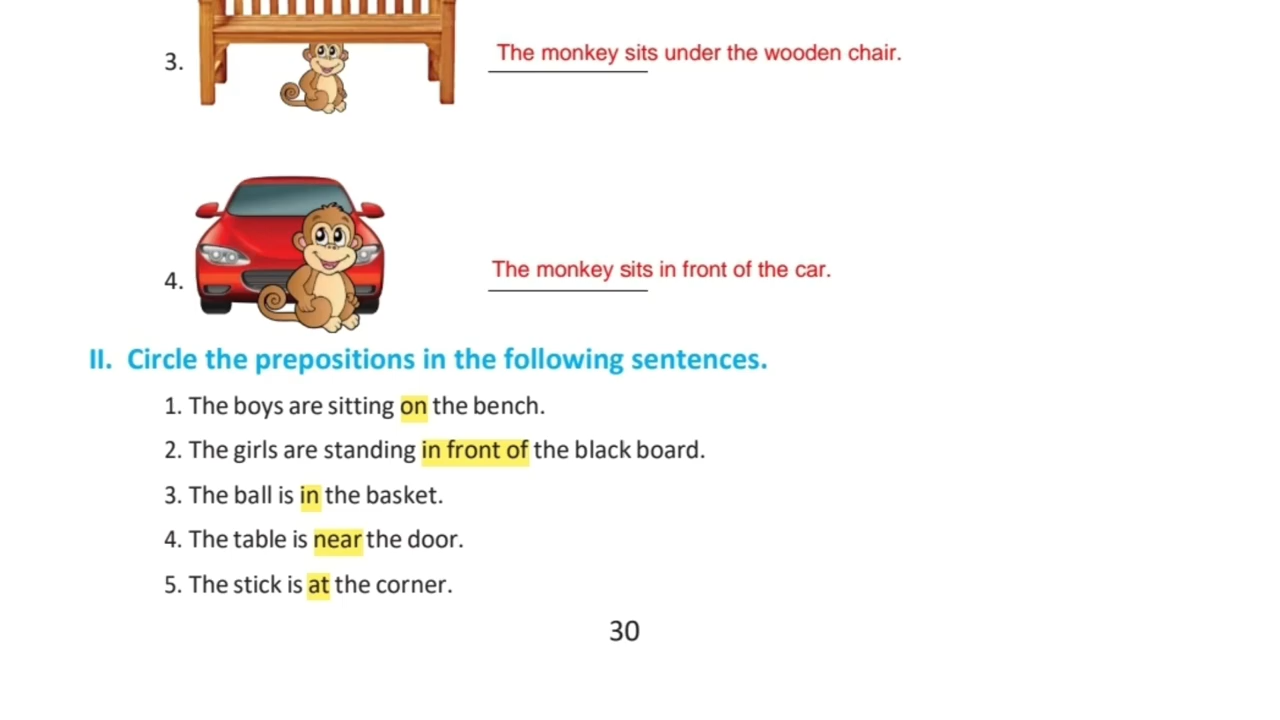 3. The monkey sits under the wooden chair.
4. The monkey sits in front of the car.
II. Circle the prepositions in the following sentences.
1. The boys are sitting on the bench.
2. The girls are standing in front of the black board.
3. The ball is in the basket.
4. The table is near the door.
5. The stick is at the corner.
30